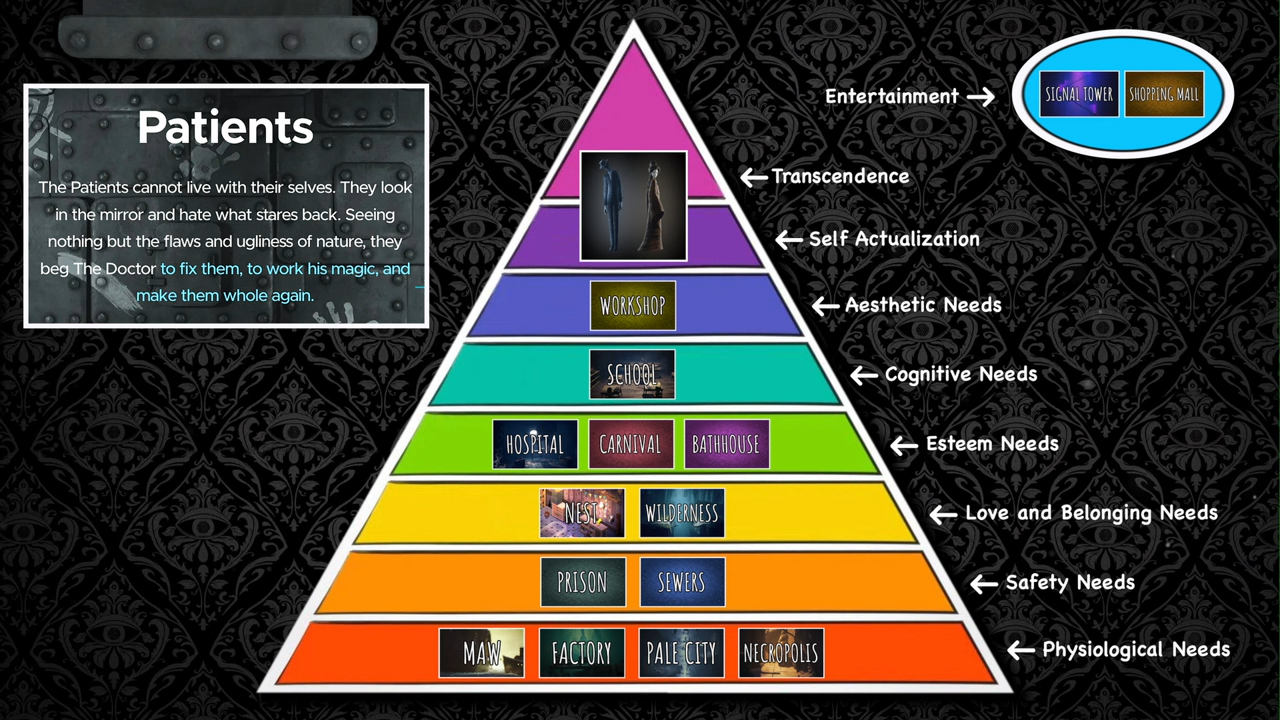 Patients
The Patients cannot live with their selves. They look
in the mirror and hate what stares back. Seeing
nothing but the flaws and ugliness of nature, they
beg The Doctor to fix them, to work his magic, and
make them whole again.
Entertainment
SIGNAL TOWER
SHOPPING MALL
Transcendence
Self Actualization
WORKSHOP
Aesthetic Needs
SCHOOL
Cognitive Needs
HOSPITAL
CARNIVAL
BATHHOUSE
Esteem Needs
NEST
WILDERNESS
Love and Belonging Needs
PRISON
SEWERS
Safety Needs
MAW
FACTORY
PALE CITY
NECROPOLIS
Physiological Needs